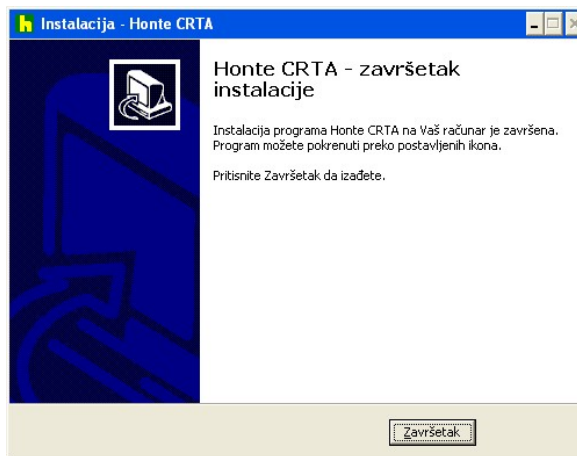 Instalacija - Honte CRTA
Honte CRTA - završetak
instalacije
Instalacija programa Honte CRTA na Vaš računar je završena.
Program možete pokrenuti preko postavljenih ikona.
Pritisnite Završetak da izađete.
Završetak